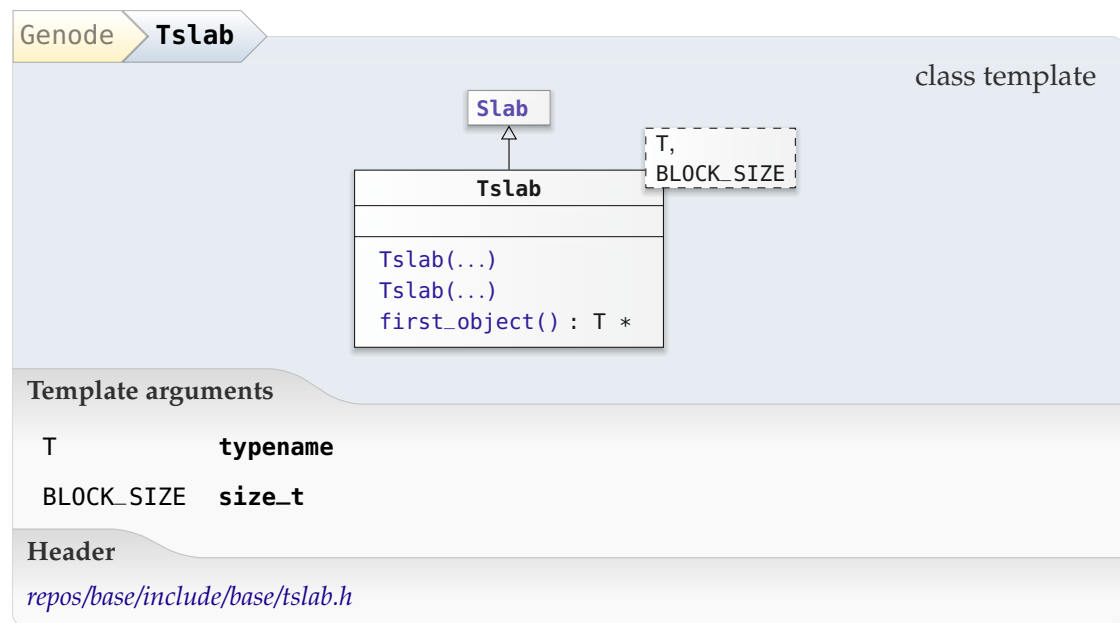 Genode Tslab
class template
Slab
T,
BLOCK_SIZE
Tslab
Tslab(...)
Tslab(...)
first_object() : T *
Template arguments
T typename
BLOCK_SIZE size_t
Header
repos/base/include/base/tslab.h